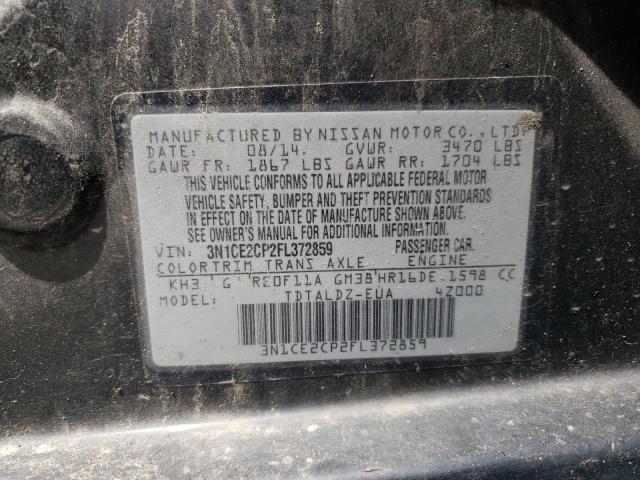 MANUFACTURED BY NISSAN MOTOR CO., LTD.
DATE: 08/14. GVWR: 3470 LBS
GAWR FR: 1867 LBS GAWR RR: 1704 LBS
THIS VEHICLE CONFORMS TO ALL APPLICABLE FEDERAL MOTOR
VEHICLE SAFETY, BUMPER AND THEFT PREVENTION STANDARDS
IN EFFECT ON THE DATE OF MANUFACTURE SHOWN ABOVE.
SEE OWNER'S MANUAL FOR ADDITIONAL INFORMATION.
VIN: 3N1CE2CP2FL372859 PASSENGER CAR.
COLOR TRIM TRANS AXLE ENGINE
KH3 G RE0F11A GM38 HR16DE 1598 CC
MODEL: TDTALDZ-EUA 4Z000
3N1CE2CP2FL372859